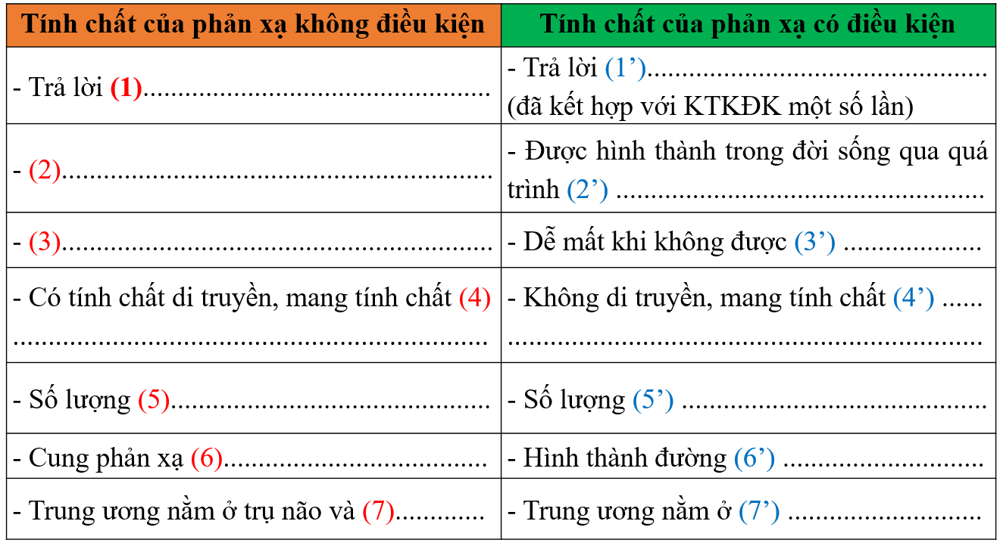 Tính chất của phản xạ không điều kiện
Tính chất của phản xạ có điều kiện
- Trả lời (1)..................................................
- Trả lời (1’).................................................
(đã kết hợp với KTKĐK một số lần)
- (2).............................................................
- Được hình thành trong đời sống qua quá
trình (2’) .....................................................
- (3).............................................................
- Dễ mất khi không được (3’) ....................
- Có tính chất di truyền, mang tính chất (4)
....................................................................
- Không di truyền, mang tính chất (4’) ......
....................................................................
- Số lượng (5)..............................................
- Số lượng (5’) ............................................
- Cung phản xạ (6)......................................
- Hình thành đường (6’) .............................
- Trung ương nằm ở trụ não và (7).............
- Trung ương nằm ở (7’) ............................